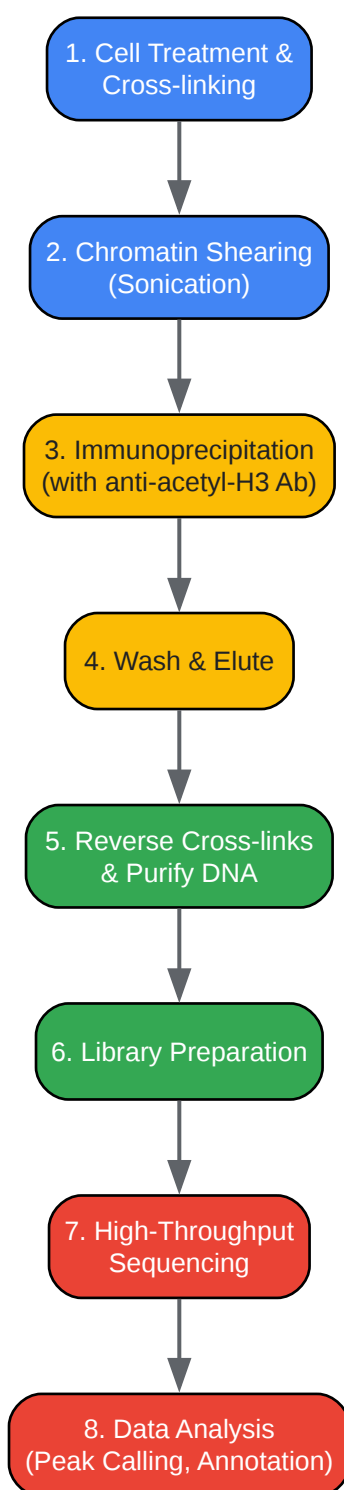 1. Cell Treatment &
Cross-linking
2. Chromatin Shearing
(Sonication)
3. Immunoprecipitation
(with anti-acetyl-H3 Ab)
4. Wash & Elute
5. Reverse Cross-links
& Purify DNA
6. Library Preparation
7. High-Throughput
Sequencing
8. Data Analysis
(Peak Calling, Annotation)